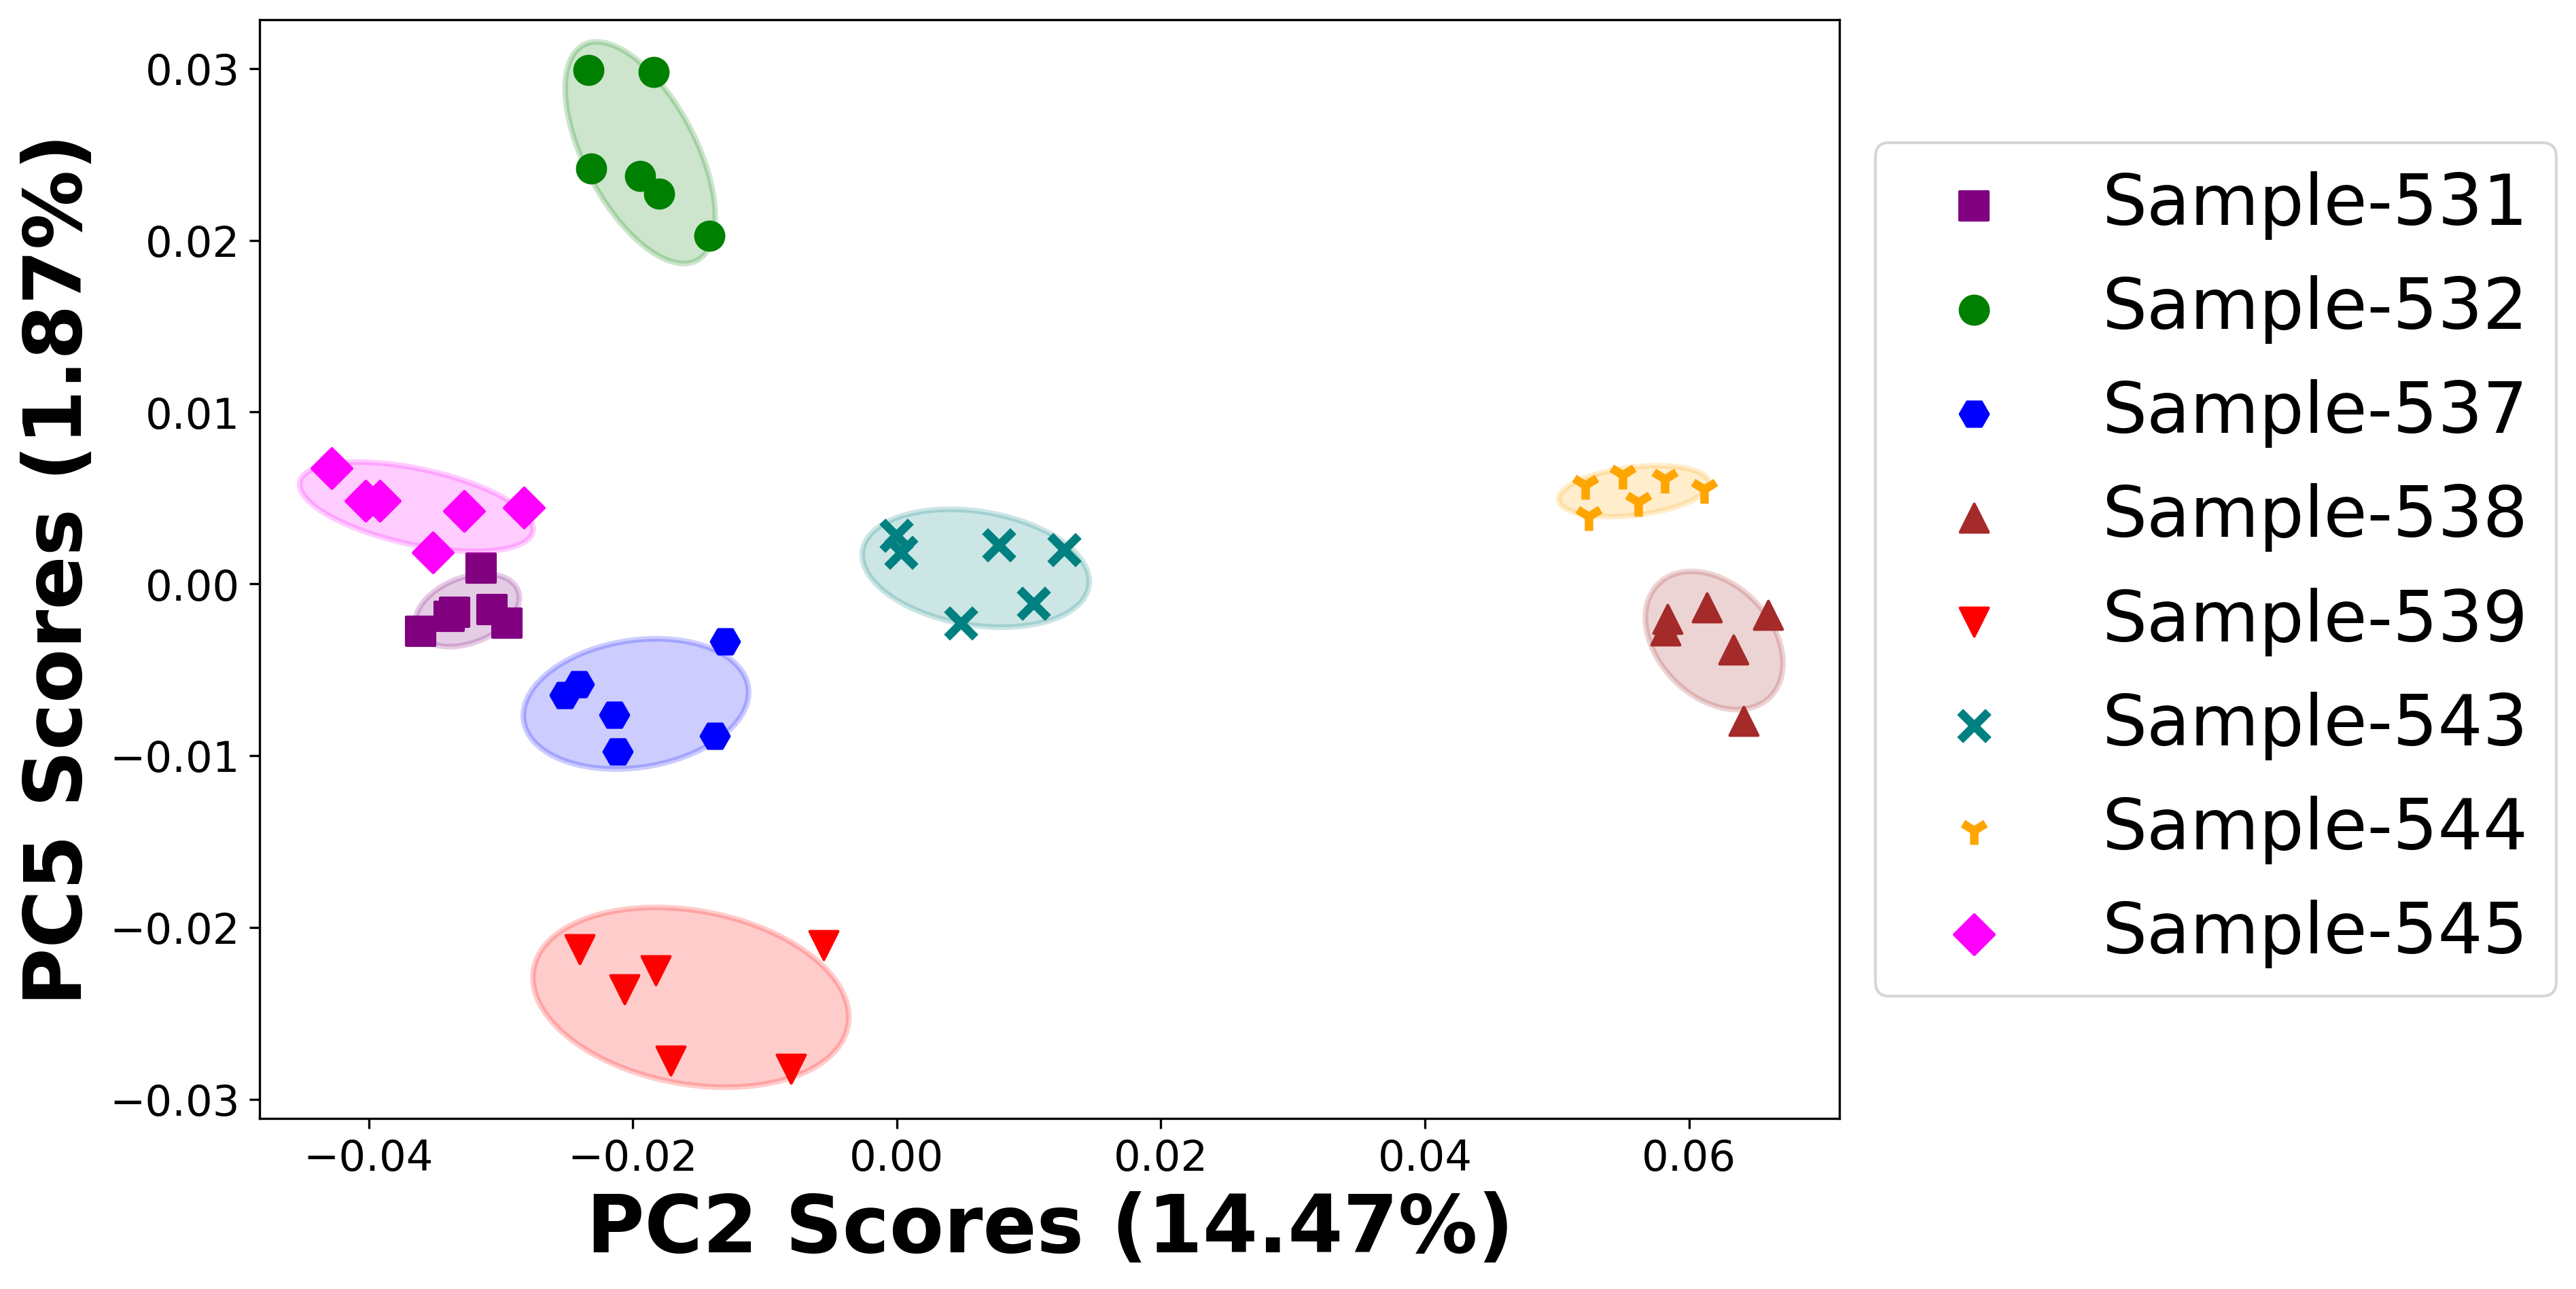 PC5 Scores (1.87%)
0.03
0.02
0.01
0.00
−0.01
−0.02
−0.03
−0.04
−0.02
0.00
0.02
0.04
0.06
PC2 Scores (14.47%)
Sample-531
Sample-532
Sample-537
Sample-538
Sample-539
Sample-543
Sample-544
Sample-545